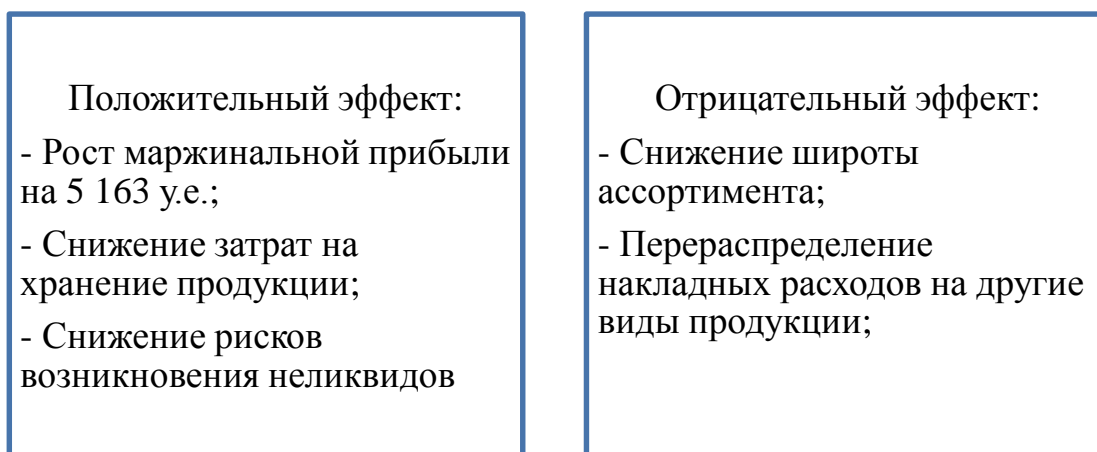 Положительный эффект:
- Рост маржинальной прибыли
на 5 163 у.е.;
- Снижение затрат на
хранение продукции;
- Снижение рисков
возникновения неликвидов
Отрицательный эффект:
- Снижение широты
ассортимента;
- Перераспределение
накладных расходов на другие
виды продукции;